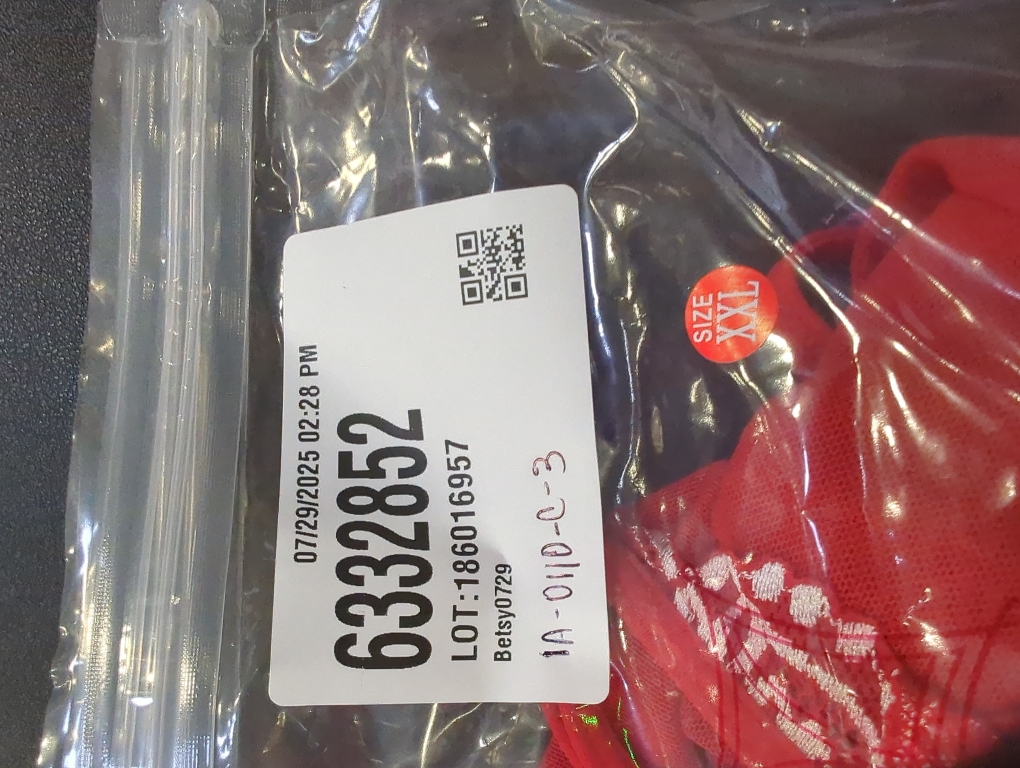 07/29/2025 02:28 PM
6332852
LOT:186016957
Betsy0729
1A-0110-C-3
SIZE
XXL